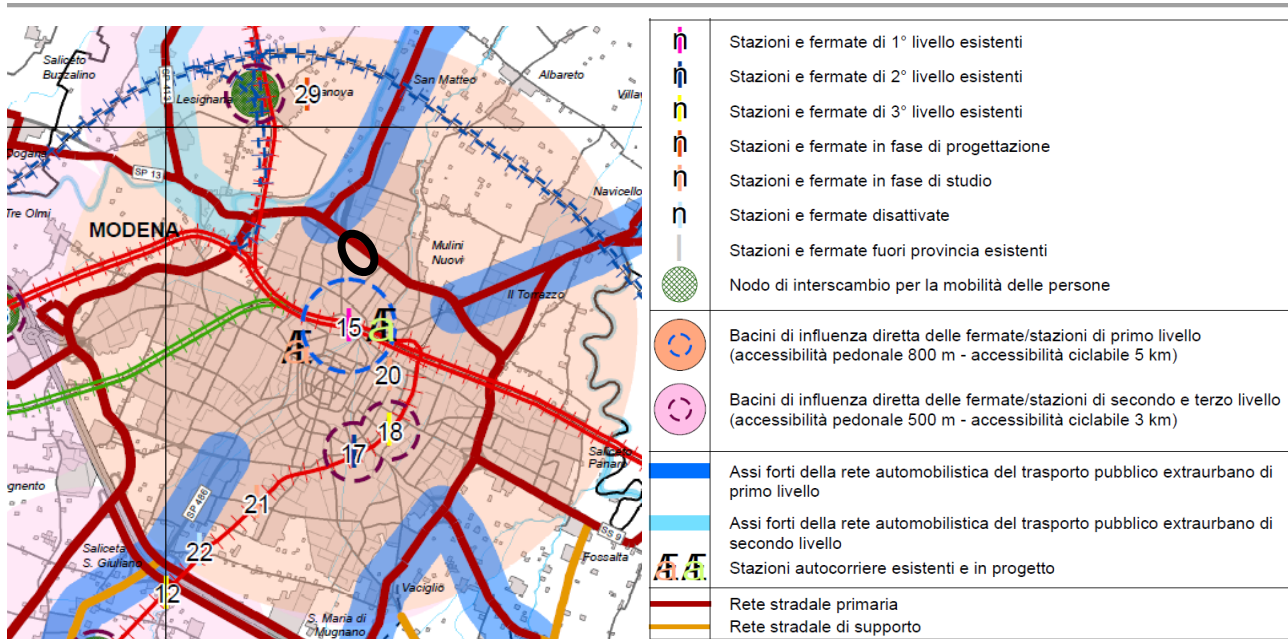 Saliceto
Buzzalino
SP 413
Lesignana
29
San Matteo
Albareto
SP 13
Navicello
Tre Olmi
MODENA
Mulini
Nuovi
Il Torrazzo
15
Æ
a
Æ
a
20
18
17
Saliceto
Panaro
21
SP 486
22
SS 9
Saliceta
S. Giuliano
Fossalta
12
Vaciglio
S. Maria di
Mugnano
n Stazioni e fermate di 1° livello esistenti
n Stazioni e fermate di 2° livello esistenti
n Stazioni e fermate di 3° livello esistenti
n Stazioni e fermate in fase di progettazione
n Stazioni e fermate in fase di studio
n Stazioni e fermate disattivate
Stazioni e fermate fuori provincia esistenti
Nodo di interscambio per la mobilità delle persone
Bacini di influenza diretta delle fermate/stazioni di primo livello
(accessibilità pedonale 800 m - accessibilità ciclabile 5 km)
Bacini di influenza diretta delle fermate/stazioni di secondo e terzo livello
(accessibilità pedonale 500 m - accessibilità ciclabile 3 km)
Assi forti della rete automobilistica del trasporto pubblico extraurbano di
primo livello
Assi forti della rete automobilistica del trasporto pubblico extraurbano di
secondo livello
Æ a Æ a Stazioni autocorriere esistenti e in progetto
Rete stradale primaria
Rete stradale di supporto